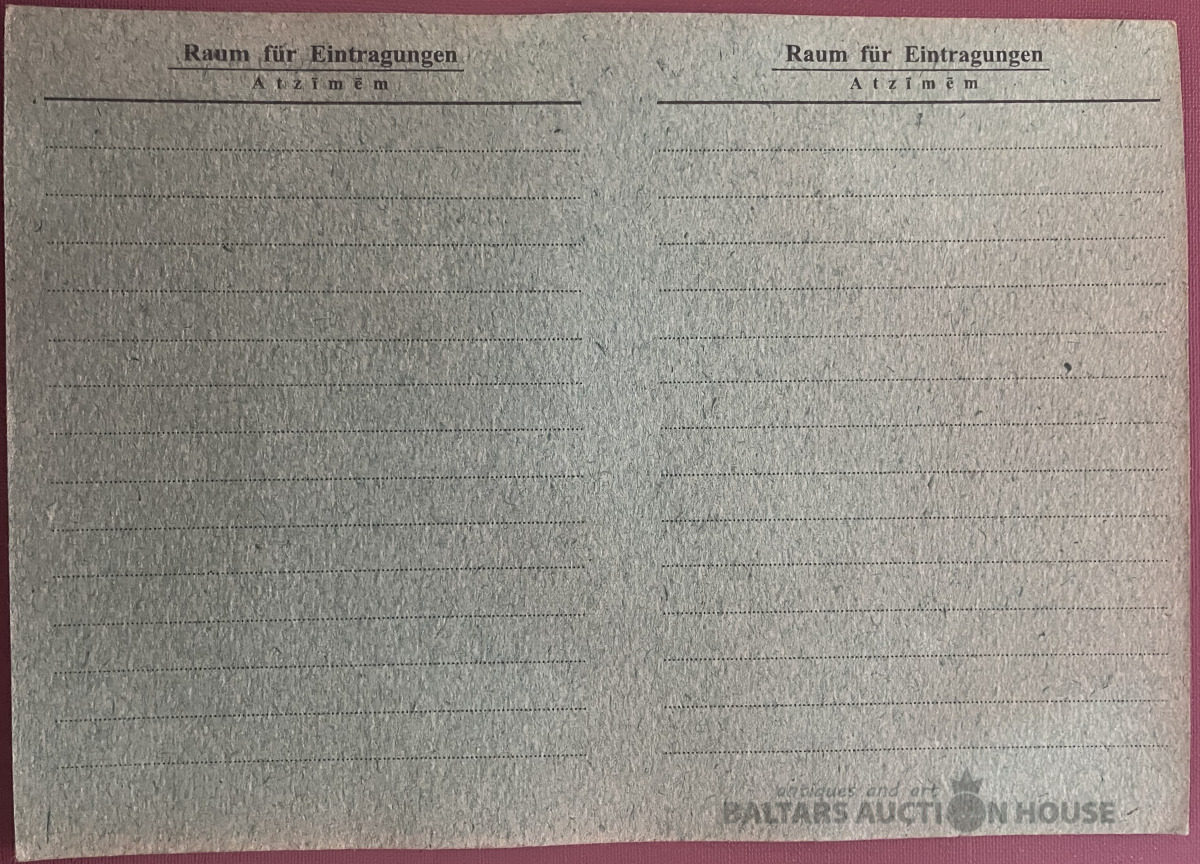 Raum für Eintragungen
Atzīmēm
Raum für Eintragungen
Atzīmēm
antiques and art
BALTARS AUCTION HOUSE